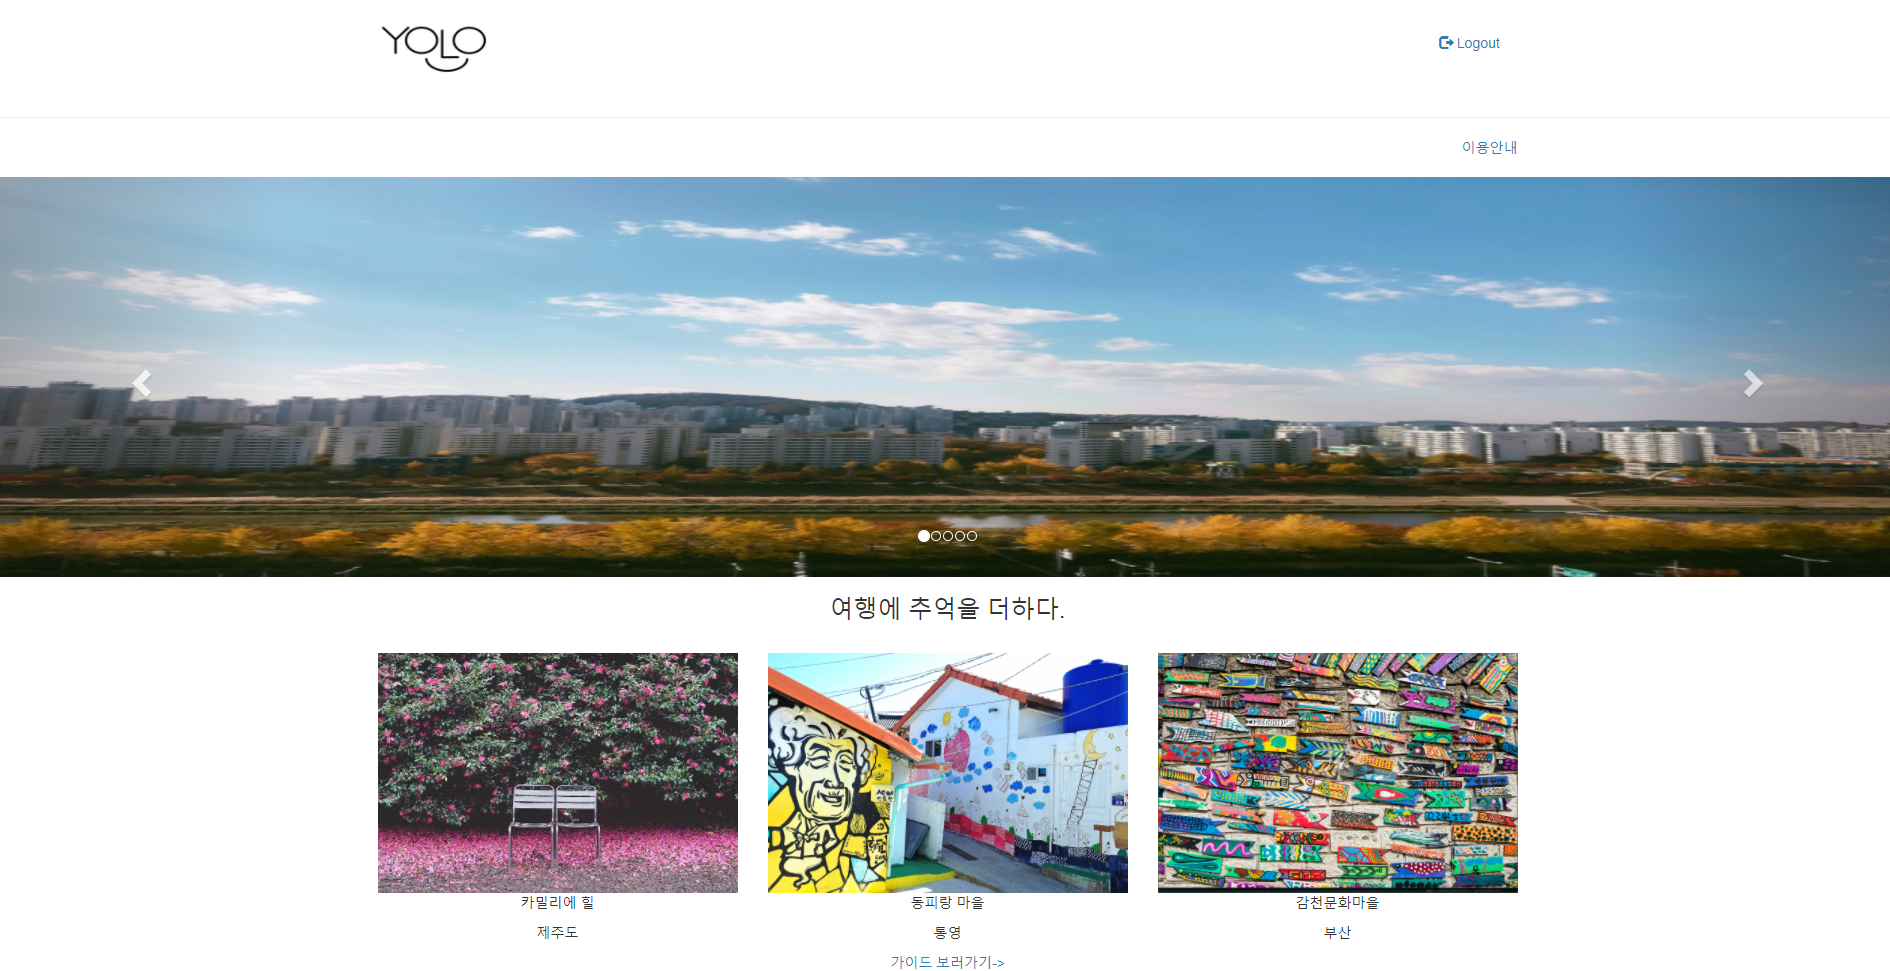 YOLO
Logout
이용안내
여행에 추억을 더하다.
카밀리에 힐
동피랑 마을
감천문화마을
제주도
통영
부산
가이드 보러가기->